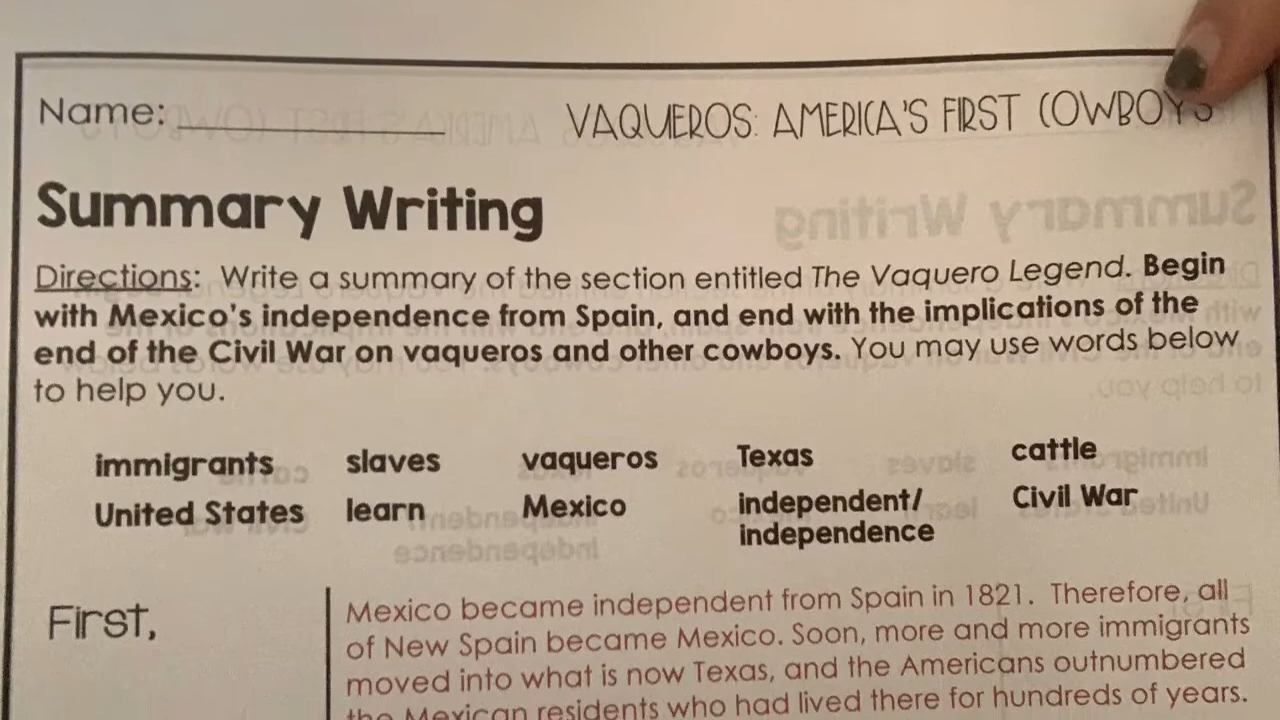 Name: VAQUEROS: AMERICA'S FIRST COWBOYS
Summary Writing
Directions: Write a summary of the section entitled The Vaquero Legend. Begin
with Mexico's independence from Spain, and end with the implications of the
end of the Civil War on vaqueros and other cowboys. You may use words below
to help you.
immigrants slaves vaqueros Texas cattle
United States learn Mexico independent/ Civil War
independence
First,
Mexico became independent from Spain in 1821. Therefore, all
of New Spain became Mexico. Soon, more and more immigrants
moved into what is now Texas, and the Americans outnumbered
the Mexican residents who had lived there for hundreds of years.